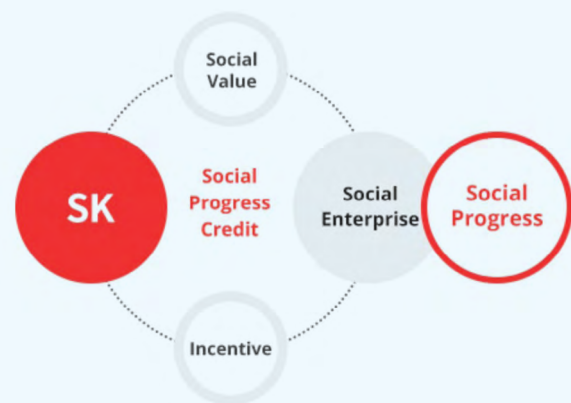 Social
Value
SK
Social
Progress
Credit
Social
Enterprise
Social
Progress
Incentive